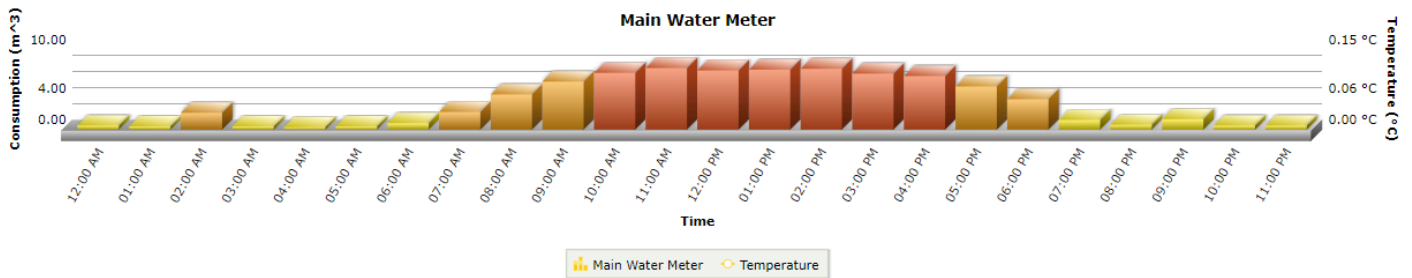 Main Water Meter
Consumption (m^3)
10.00
4.00
0.00
0.15 °C
0.06 °C
0.00 °C
Temperature (°C)
12:00 AM
01:00 AM
02:00 AM
03:00 AM
04:00 AM
05:00 AM
06:00 AM
07:00 AM
08:00 AM
09:00 AM
10:00 AM
11:00 AM
12:00 PM
01:00 PM
02:00 PM
03:00 PM
04:00 PM
05:00 PM
06:00 PM
07:00 PM
08:00 PM
09:00 PM
10:00 PM
11:00 PM
Time
Main Water Meter Temperature